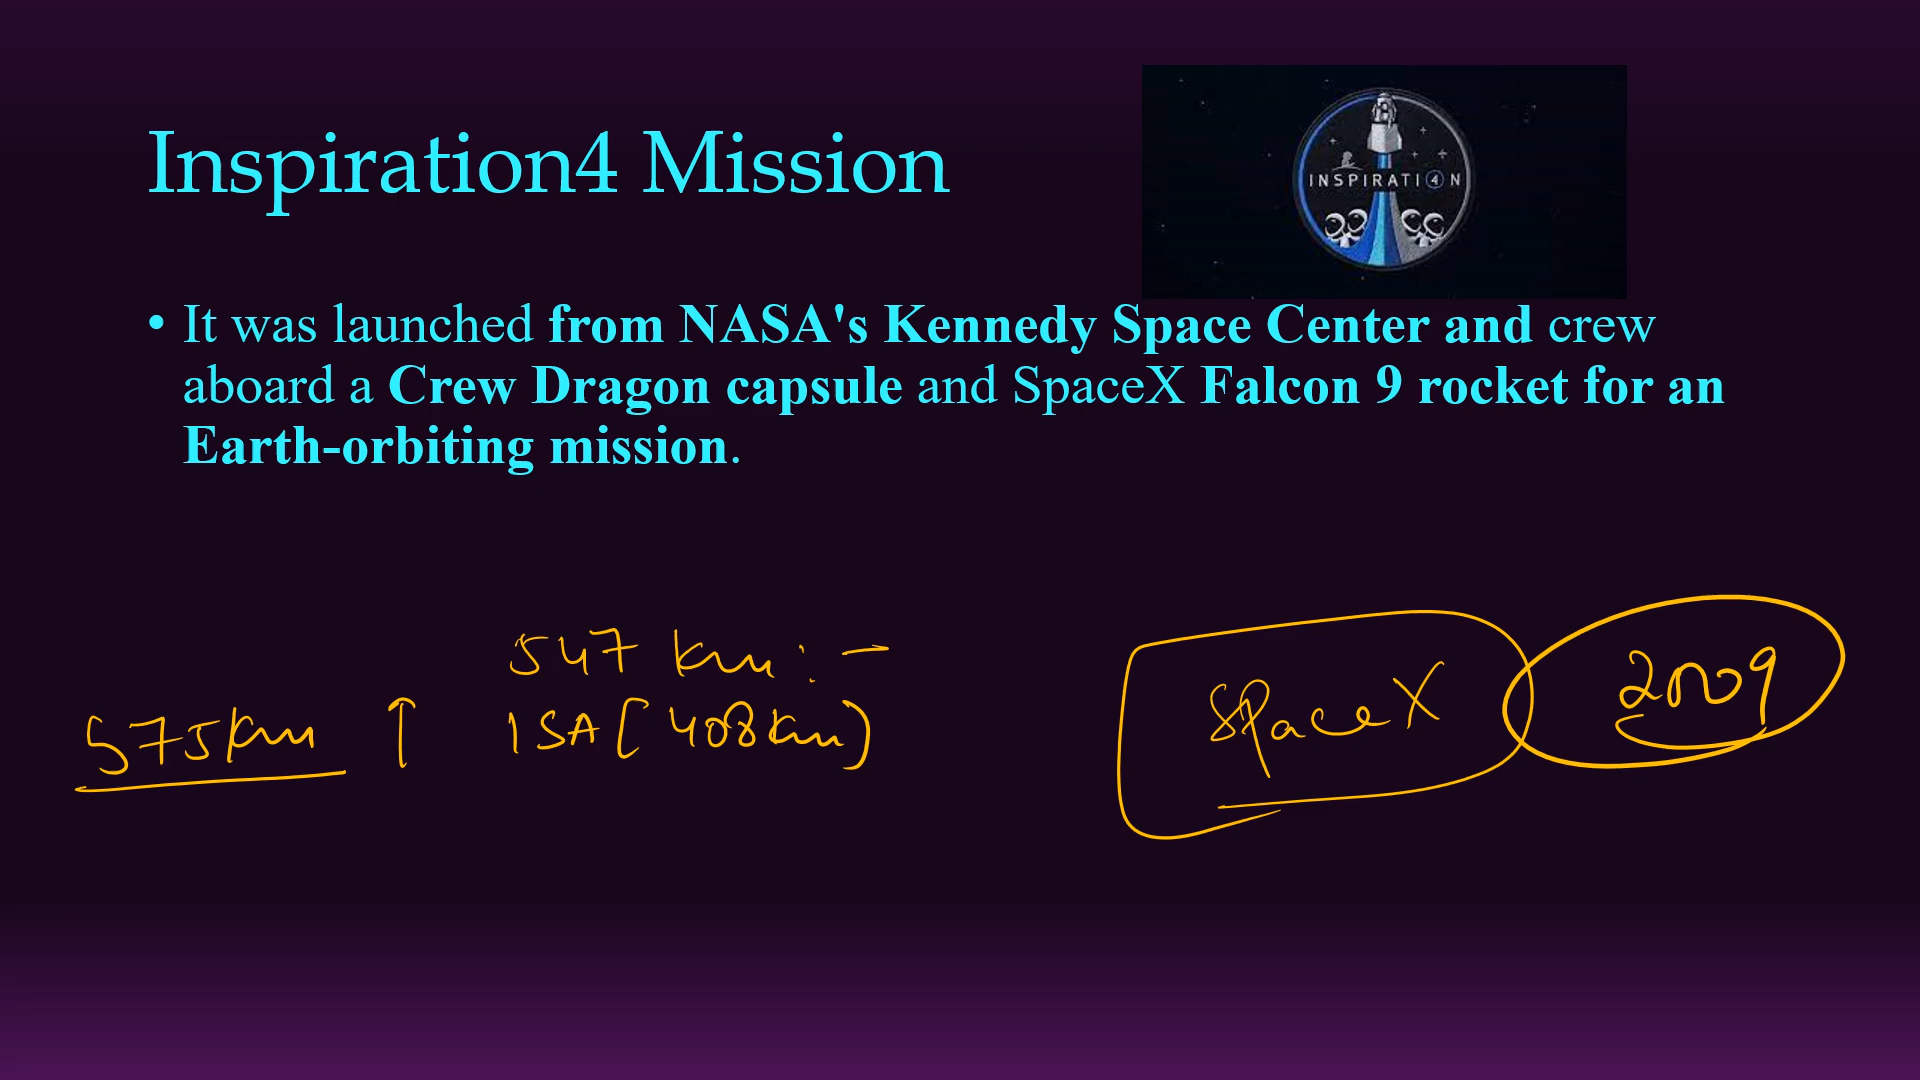 Inspiration4 Mission
INSPIRATI4N
• It was launched from NASA's Kennedy Space Center and crew
aboard a Crew Dragon capsule and SpaceX Falcon 9 rocket for an
Earth-orbiting mission.
547 km :-
575km ↑ ISA [408km)
SpaceX 2009